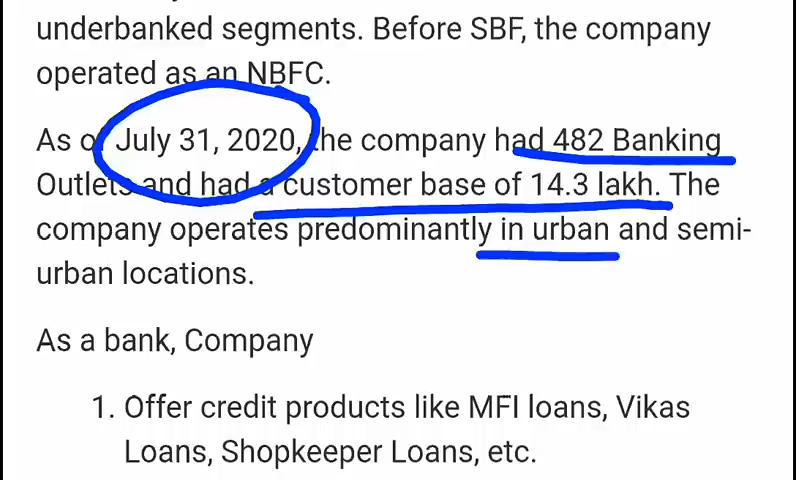 underbanked segments. Before SBF, the company
operated as an NBFC.
As of July 31, 2020, the company had 482 Banking
Outlets and had a customer base of 14.3 lakh. The
company operates predominantly in urban and semi-
urban locations.
As a bank, Company
1. Offer credit products like MFI loans, Vikas
Loans, Shopkeeper Loans, etc.